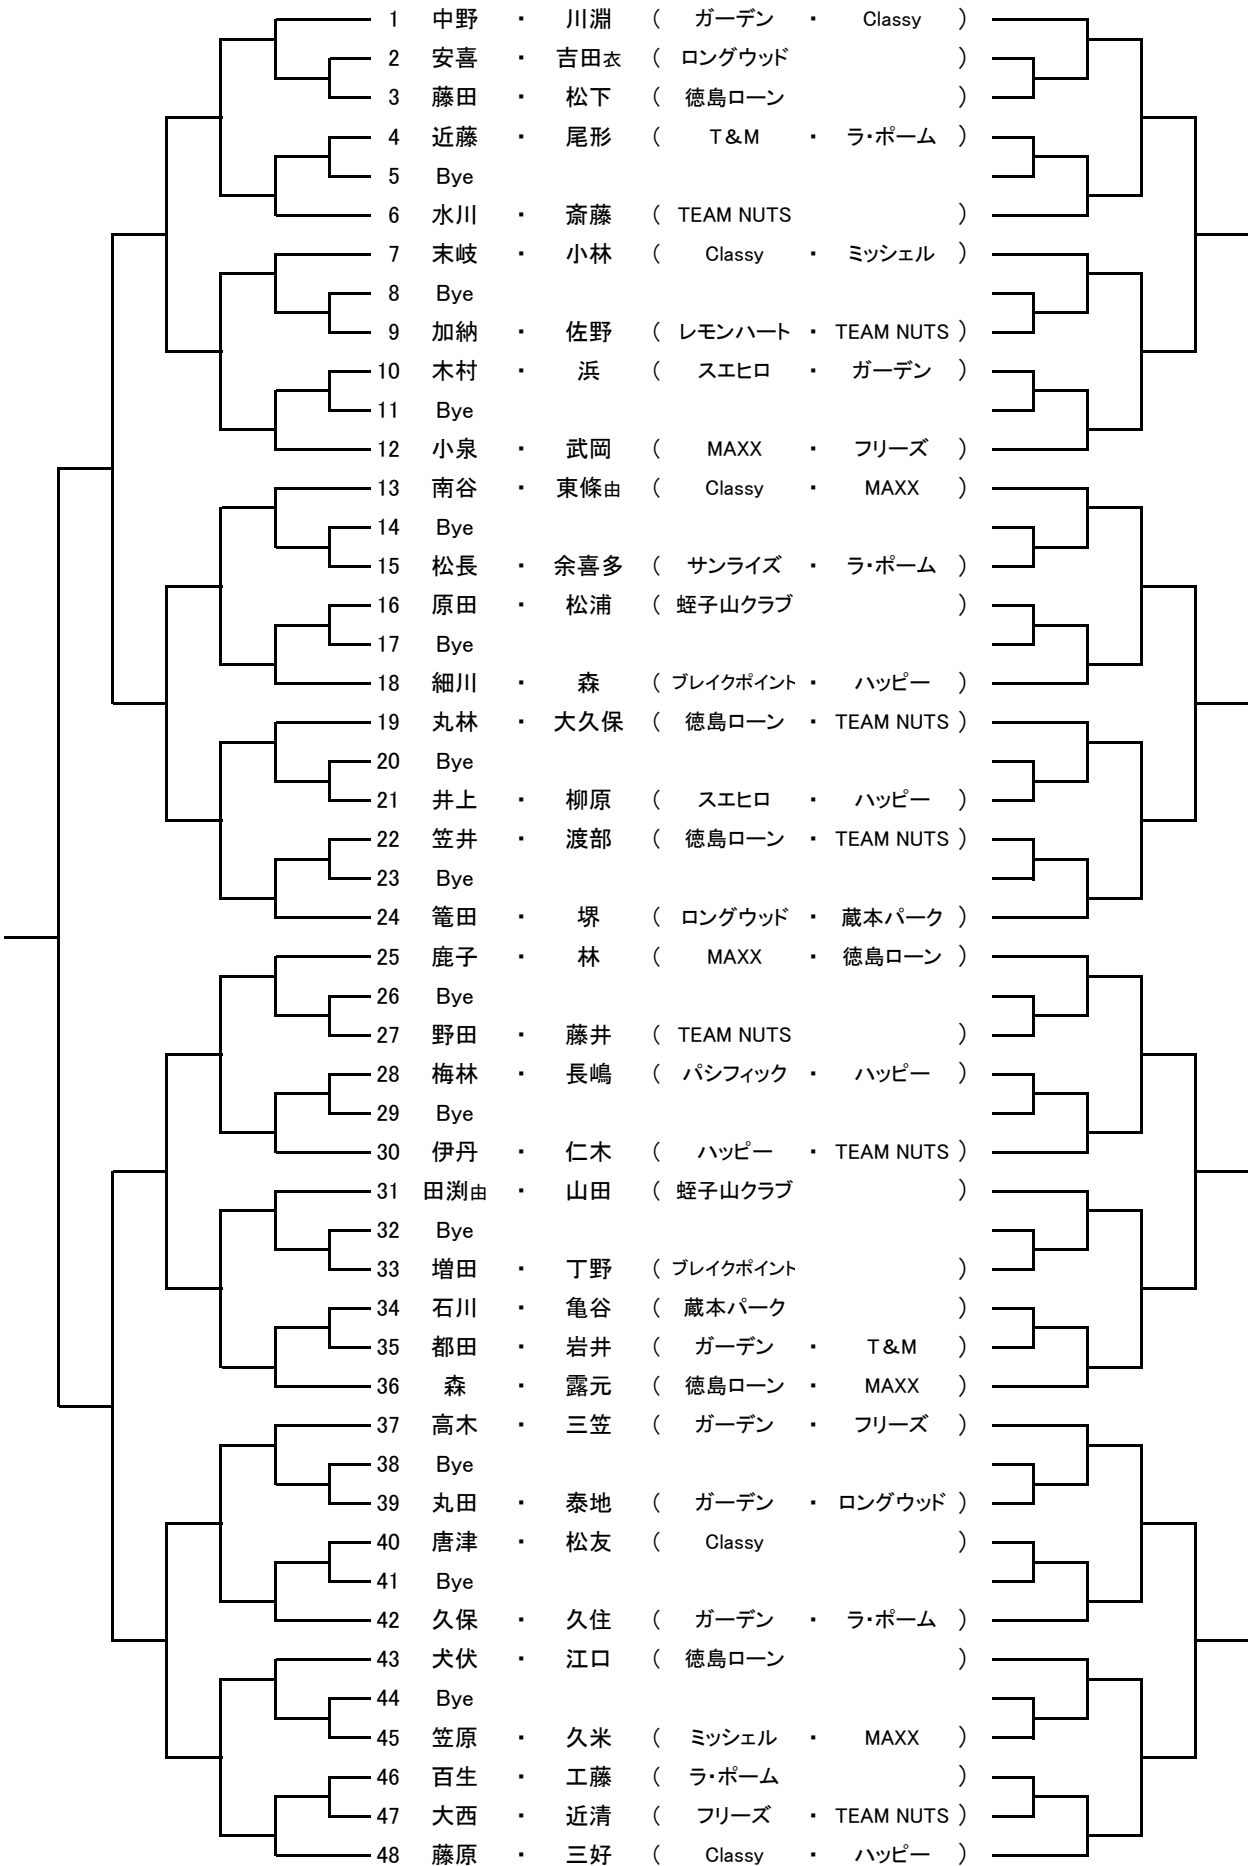 1 中野 ・ 川淵 ( ガーデン ・ Classy )
2 安喜 ・ 吉田衣 ( ロングウッド )
3 藤田 ・ 松下 ( 徳島ローン )
4 近藤 ・ 尾形 ( T&M ・ ラ・ポーム )
5 Bye
6 水川 ・ 斎藤 ( TEAM NUTS )
7 末岐 ・ 小林 ( Classy ・ ミッシェル )
8 Bye
9 加納 ・ 佐野 ( レモンハート ・ TEAM NUTS )
10 木村 ・ 浜 ( スエヒロ ・ ガーデン )
11 Bye
12 小泉 ・ 武岡 ( MAXX ・ フリーズ )
13 南谷 ・ 東條由 ( Classy ・ MAXX )
14 Bye
15 松長 ・ 余喜多 ( サンライズ ・ ラ・ポーム )
16 原田 ・ 松浦 ( 蛭子山クラブ )
17 Bye
18 細川 ・ 森 ( ブレイクポイント ・ ハッピー )
19 丸林 ・ 大久保 ( 徳島ローン ・ TEAM NUTS )
20 Bye
21 井上 ・ 柳原 ( スエヒロ ・ ハッピー )
22 笠井 ・ 渡部 ( 徳島ローン ・ TEAM NUTS )
23 Bye
24 篭田 ・ 堺 ( ロングウッド ・ 蔵本パーク )
25 鹿子 ・ 林 ( MAXX ・ 徳島ローン )
26 Bye
27 野田 ・ 藤井 ( TEAM NUTS )
28 梅林 ・ 長嶋 ( パシフィック ・ ハッピー )
29 Bye
30 伊丹 ・ 仁木 ( ハッピー ・ TEAM NUTS )
31 田渕由 ・ 山田 ( 蛭子山クラブ )
32 Bye
33 増田 ・ 丁野 ( ブレイクポイント )
34 石川 ・ 亀谷 ( 蔵本パーク )
35 都田 ・ 岩井 ( ガーデン ・ T&M )
36 森 ・ 露元 ( 徳島ローン ・ MAXX )
37 高木 ・ 三笠 ( ガーデン ・ フリーズ )
38 Bye
39 丸田 ・ 泰地 ( ガーデン ・ ロングウッド )
40 唐津 ・ 松友 ( Classy )
41 Bye
42 久保 ・ 久住 ( ガーデン ・ ラ・ポーム )
43 犬伏 ・ 江口 ( 徳島ローン )
44 Bye
45 笠原 ・ 久米 ( ミッシェル ・ MAXX )
46 百生 ・ 工藤 ( ラ・ポーム )
47 大西 ・ 近清 ( フリーズ ・ TEAM NUTS )
48 藤原 ・ 三好 ( Classy ・ ハッピー )